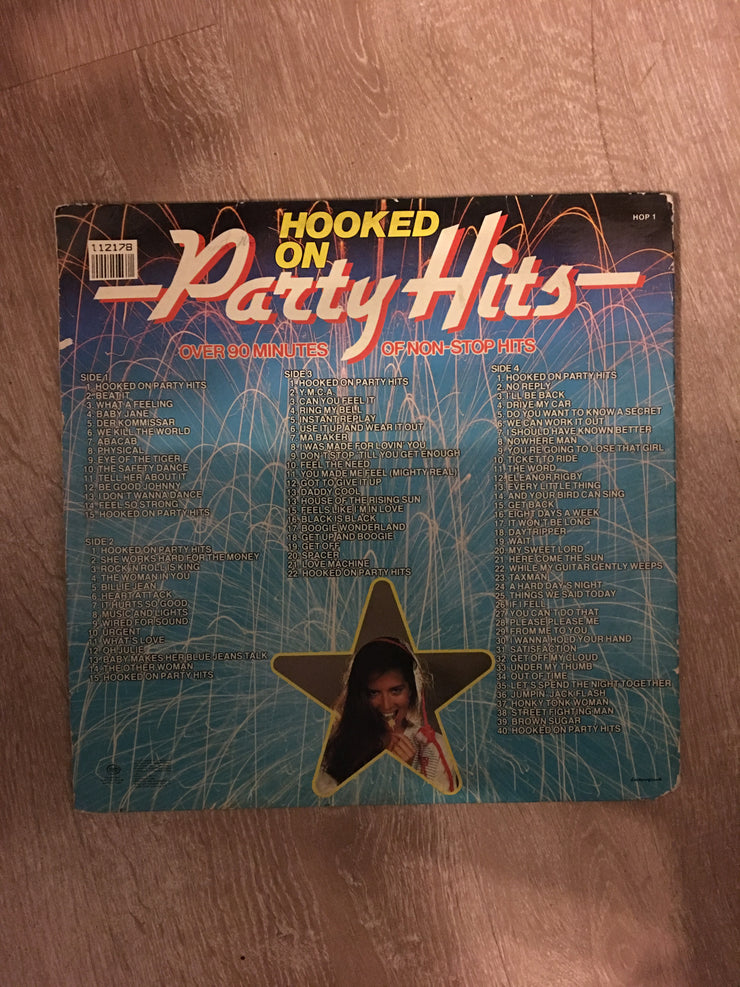 HOOKED
ON
Party Hits
HOP 1
112178
OVER 90 MINUTES OF NON-STOP HITS
SIDE 1
1. HOOKED ON PARTY HITS
2. BEAT IT
3. WHAT A FEELING
4. BABY JANE
5. DER KOMMISSAR
6. WE KILL THE WORLD
7. ABACAB
8. PHYSICAL
9. EYE OF THE TIGER
10. THE SAFETY DANCE
11. TELL HER ABOUT IT
12. BE GOOD JOHNNY
13. I DON'T WANNA DANCE
14. FEEL SO STRONG
15. HOOKED ON PARTY HITS
SIDE 2
1. HOOKED ON PARTY HITS
2. SHE WORKS HARD FOR THE MONEY
3. ROCK N ROLL IS KING
4. THE WOMAN IN YOU
5. BILLIE JEAN
6. HEART ATTACK
7. IT HURTS SO GOOD
8. MUSIC AND LIGHTS
9. WIRED FOR SOUND
10. URGENT
11. WHAT'S LOVE
12. OH JULIE
13. BABY MAKES HER BLUE JEANS TALK
14. THE OTHER WOMAN
15. HOOKED ON PARTY HITS
SIDE 3
1. HOOKED ON PARTY HITS
2. Y.M.C.A.
3. CAN YOU FEEL IT
4. RING MY BELL
5. INSTANT REPLAY
6. USE IT UP AND WEAR IT OUT
7. MA BAKER
8. I WAS MADE FOR LOVIN' YOU
9. DON'T STOP 'TILL YOU GET ENOUGH
10. FEEL THE NEED
11. YOU MADE ME FEEL (MIGHTY REAL)
12. GOT TO GIVE IT UP
13. DADDY COOL
13. HOUSE OF THE RISING SUN
15. FEELS LIKE I'M IN LOVE
16. BLACK IS BLACK
17. BOOGIE WONDERLAND
18. GET UP AND BOOGIE
19. GET OFF
20. SPACER
21. LOVE MACHINE
22. HOOKED ON PARTY HITS
SIDE 4
1. HOOKED ON PARTY HITS
2. NO REPLY
3. I'LL BE BACK
4. DRIVE MY CAR
5. DO YOU WANT TO KNOW A SECRET
6. WE CAN WORK IT OUT
7. I SHOULD HAVE KNOWN BETTER
8. NOWHERE MAN
9. YOU'RE GOING TO LOSE THAT GIRL
10. TICKET TO RIDE
11. THE WORD
12. ELEANOR RIGBY
13. EVERY LITTLE THING
14. AND YOUR BIRD CAN SING
15. GET BACK
16. EIGHT DAYS A WEEK
17. IT WON'T BE LONG
18. DAYTRIPPER
19. WAIT
20. MY SWEET LORD
21. HERE COME THE SUN
22. WHILE MY GUITAR GENTLY WEEPS
23. TAXMAN
24. A HARD DAY'S NIGHT
25. THINGS WE SAID TODAY
26. IF I FELL
27. YOU CAN'T DO THAT
28. PLEASE PLEASE ME
29. FROM ME TO YOU
30. I WANNA HOLD YOUR HAND
31. SATISFACTION
32. GET OFF MY CLOUD
33. UNDER MY THUMB
34. OUT OF TIME
35. LET'S SPEND THE NIGHT TOGETHER
36. JUMPIN-JACK FLASH
37. HONKY TONK WOMAN
38. STREET FIGHTING MAN
39. BROWN SUGAR
40. HOOKED ON PARTY HITS